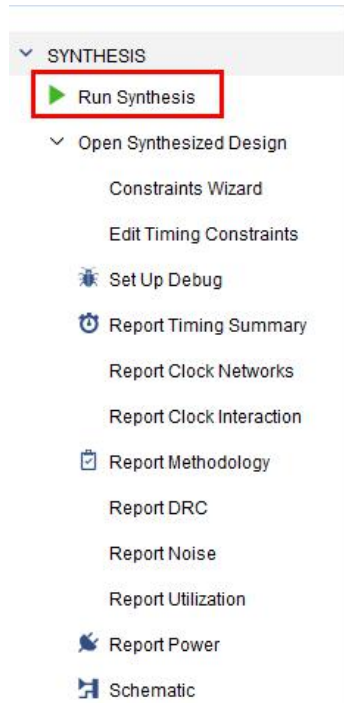 SYNTHESIS
Run Synthesis
Open Synthesized Design
Constraints Wizard
Edit Timing Constraints
Set Up Debug
Report Timing Summary
Report Clock Networks
Report Clock Interaction
Report Methodology
Report DRC
Report Noise
Report Utilization
Report Power
Schematic